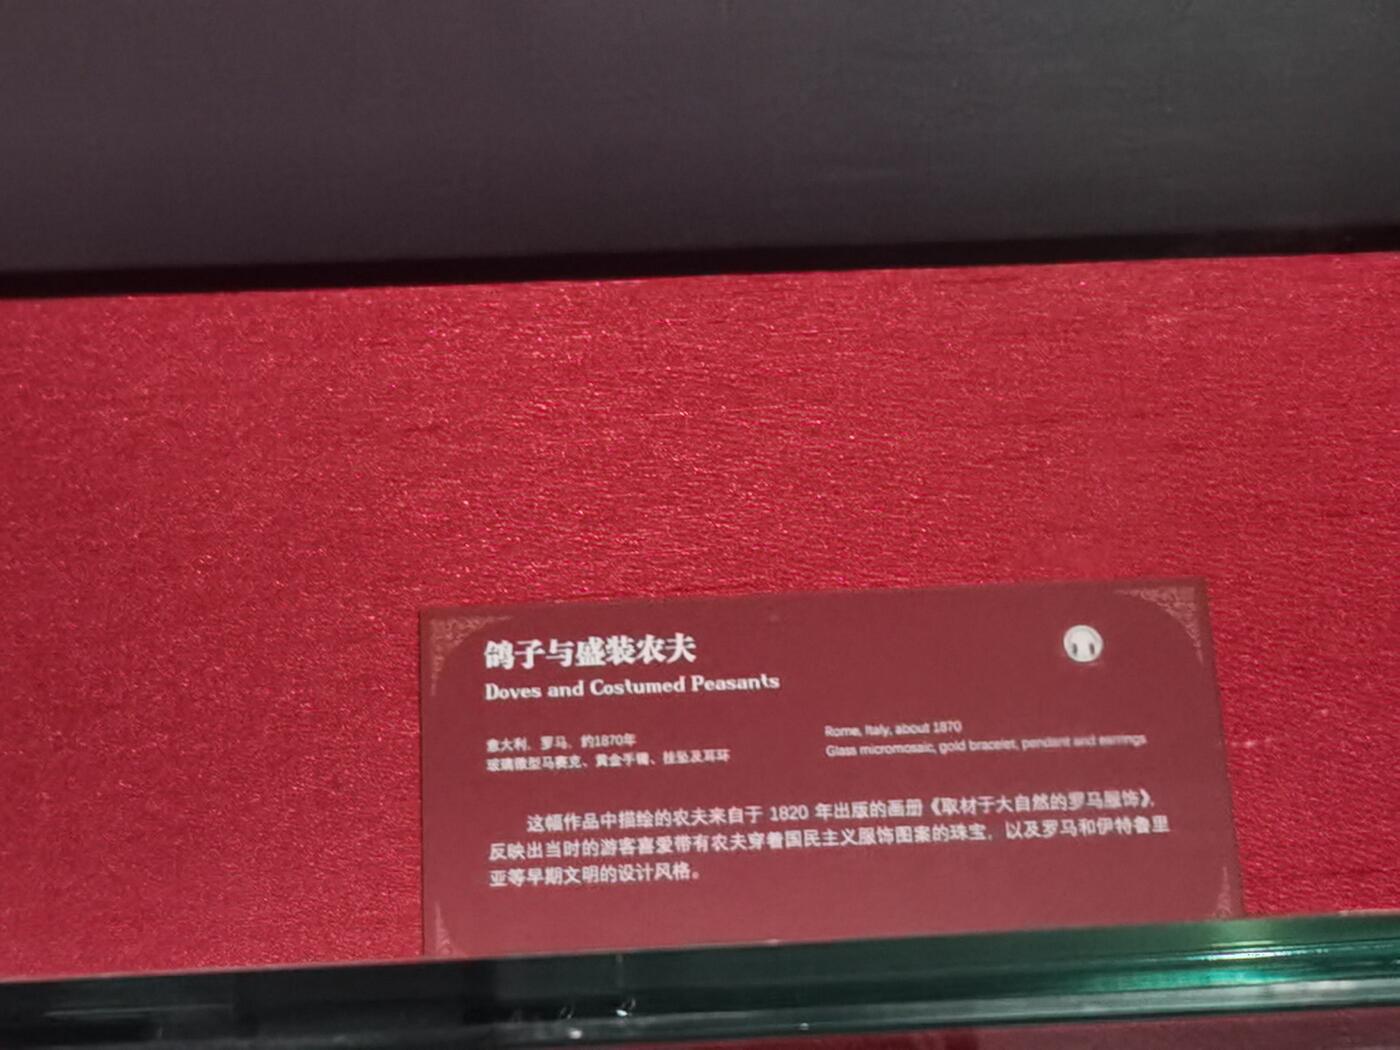 鸽子与盛装农夫
Doves and Costumed Peasants
意大利，罗马，约1870年
玻璃微型马赛克、黄金手镯、挂坠及耳环
Rome, Italy, about 1870
Glass micromosaic, gold bracelet, pendant and earrings
这幅作品中描绘的农夫来自于 1820 年出版的画册《取材于大自然的罗马服饰》，
反映出当时的游客喜爱带有农夫穿着国民主义服饰图案的珠宝，以及罗马和伊特鲁里
亚等早期文明的设计风格。